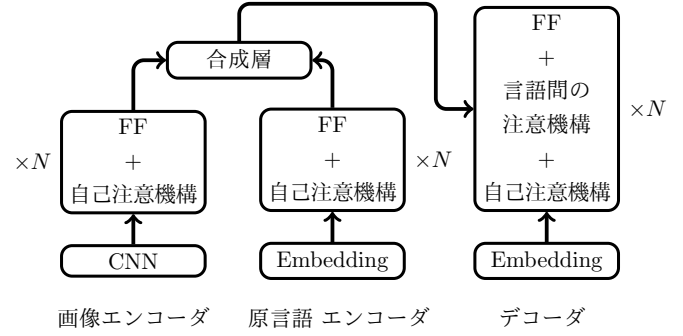 合成層
FF
+
自己注意機構
×N
CNN
画像エンコーダ
FF
+
自己注意機構
×N
Embedding
原言語 エンコーダ
FF
+
言語間の
注意機構
+
自己注意機構
×N
Embedding
デコーダ